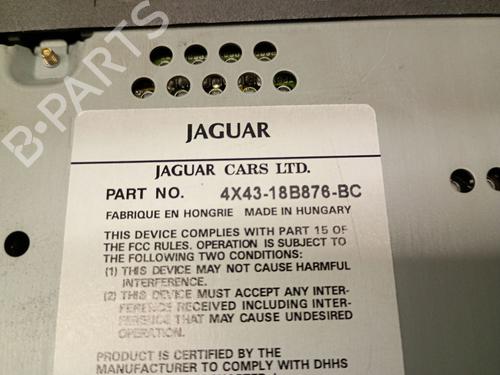 B-PARTS
JAGUAR
JAGUAR CARS LTD.
PART NO. 4X43-18B876-BC
FABRIQUE EN HONGRIE MADE IN HUNGARY
THIS DEVICE COMPLIES WITH PART 15 OF
THE FCC RULES. OPERATION IS SUBJECT TO
THE FOLLOWING TWO CONDITIONS:
(1) THIS DEVICE MAY NOT CAUSE HARMFUL
INTERFERENCE.
(2) THIS DEVICE MUST ACCEPT ANY INTER-
FERENCE RECEIVED INCLUDING INTER-
FERENCE THAT MAY CAUSE UNDESIRED
OPERATION.
PRODUCT IS CERTIFIED BY THE
MANUFACTURER TO COMPLY WITH DHHS